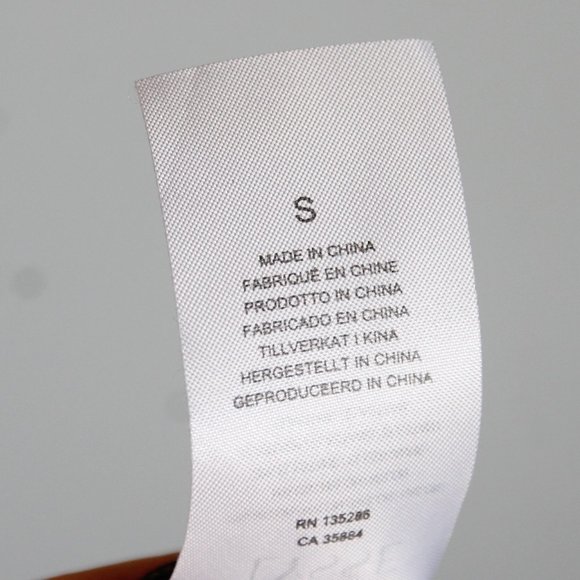 S
MADE IN CHINA
FABRIQUÉ EN CHINE
PRODOTTO IN CHINA
FABRICADO EN CHINA
TILLVERKAT I KINA
HERGESTELLT IN CHINA
GEPRODUCEERD IN CHINA
RN 135286
CA 35884